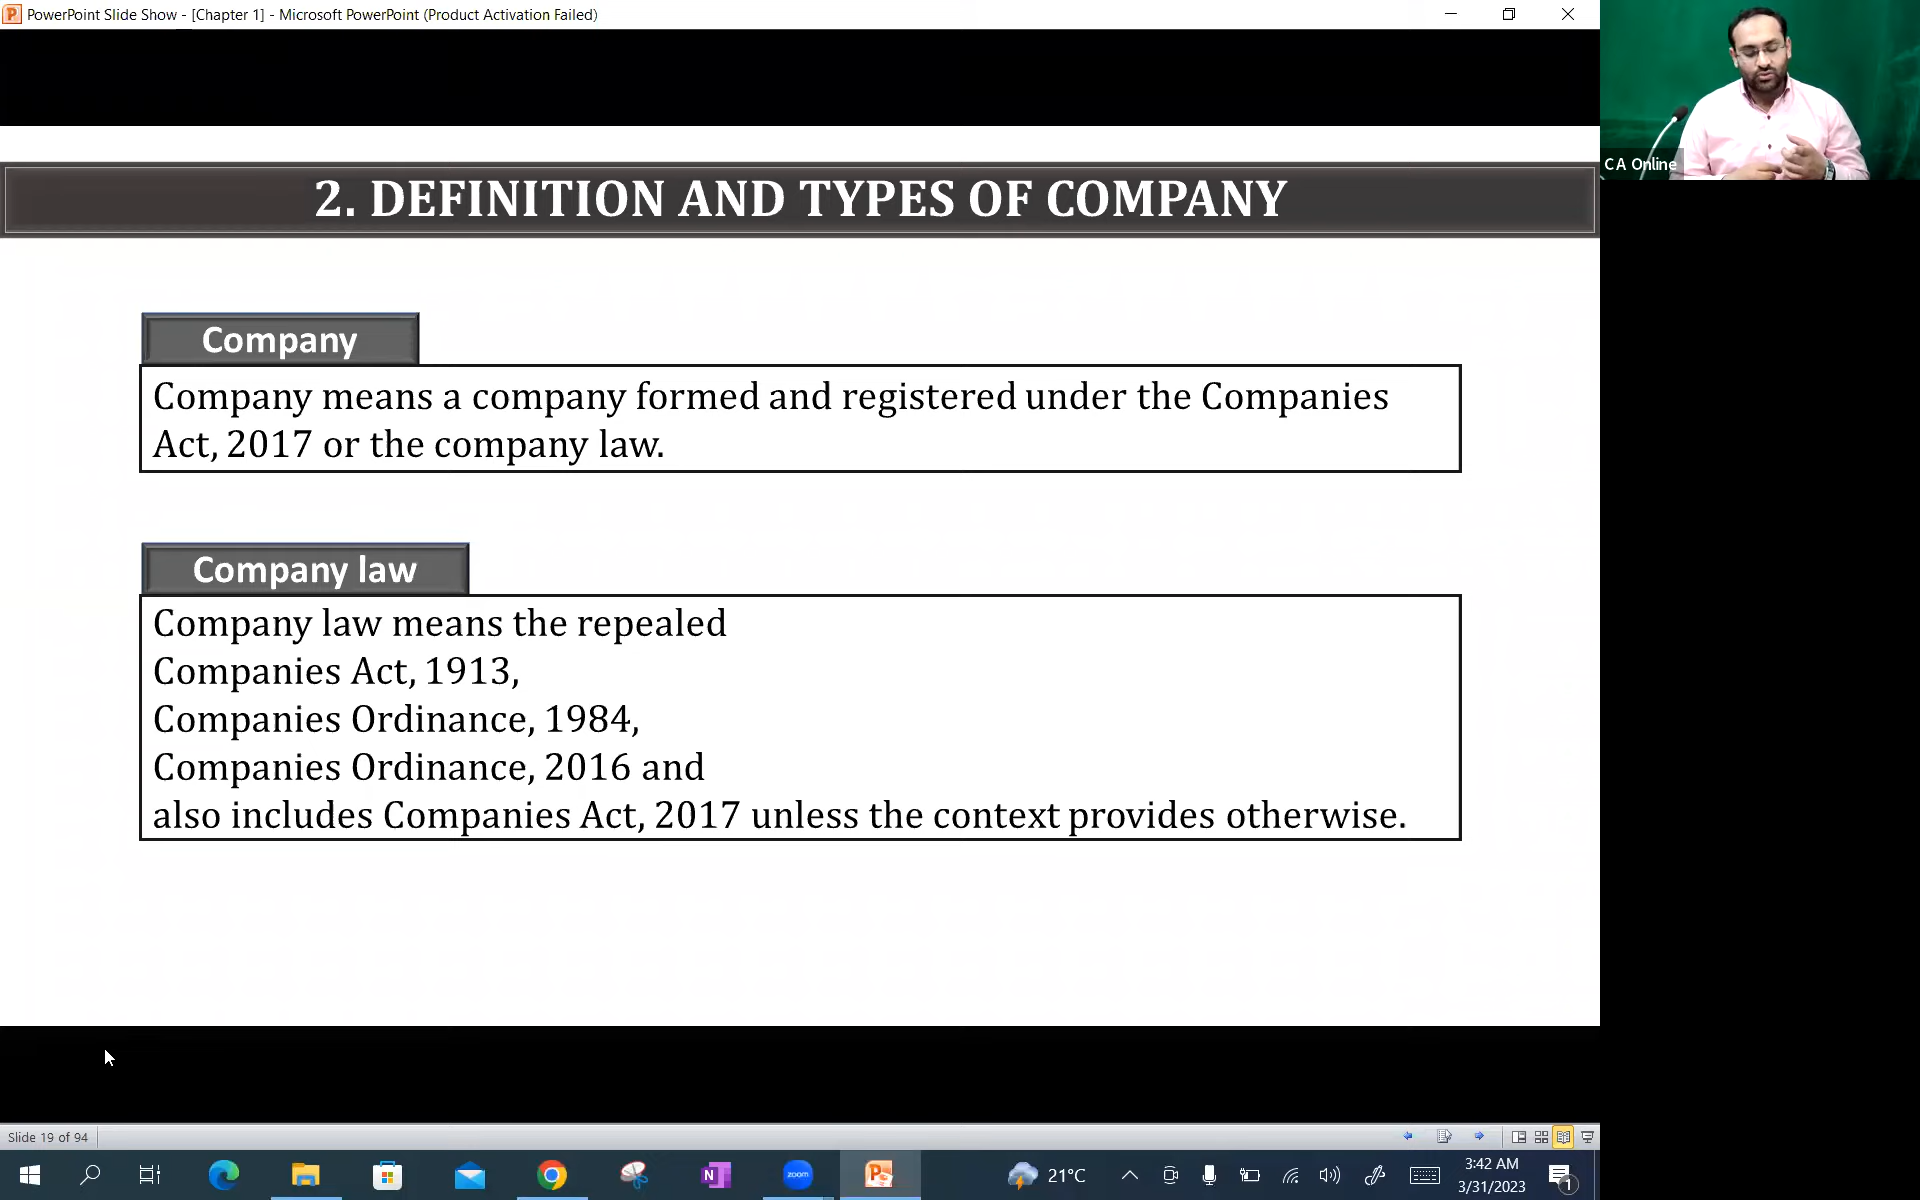 PowerPoint Slide Show - [Chapter 1] - Microsoft PowerPoint (Product Activation Failed)
C A Online
2. DEFINITION AND TYPES OF COMPANY
Company
Company means a company formed and registered under the Companies
Act, 2017 or the company law.
Company law
Company law means the repealed
Companies Act, 1913,
Companies Ordinance, 1984,
Companies Ordinance, 2016 and
also includes Companies Act, 2017 unless the context provides otherwise.
Slide 19 of 94
zoom
21°C
3:42 AM
3/31/2023
1